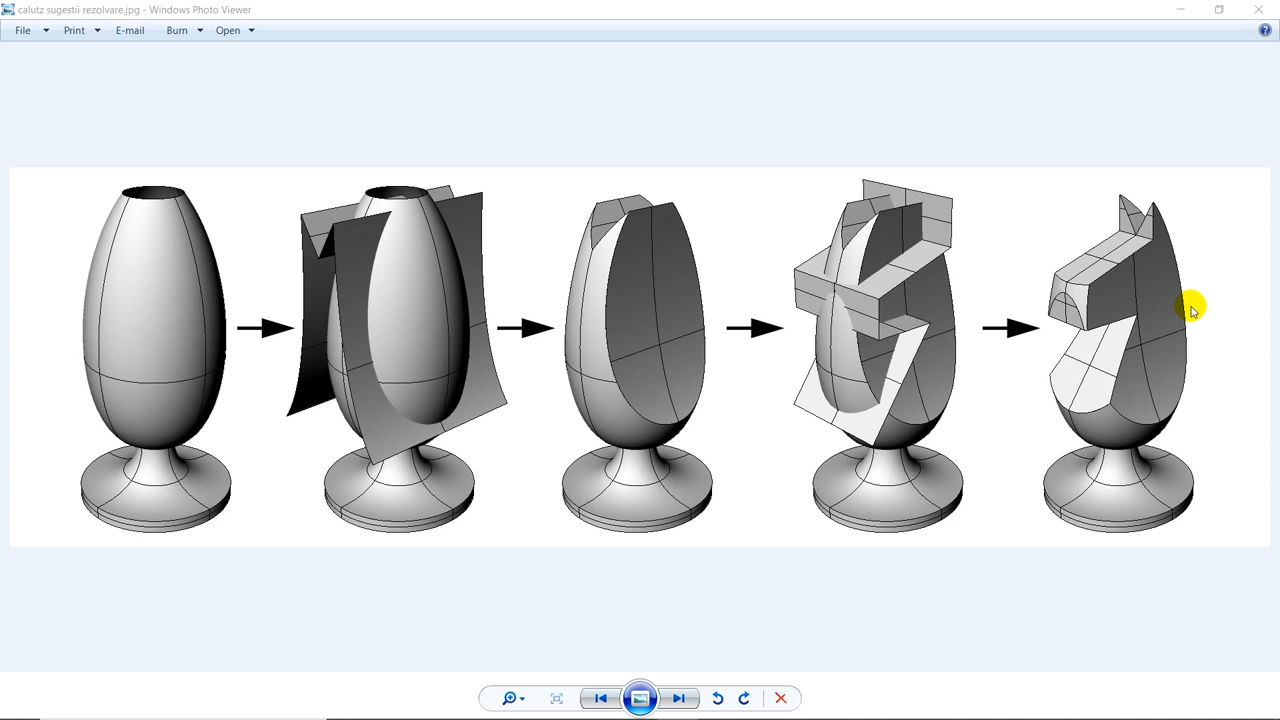 calutz sugestii rezolvare.jpg - Windows Photo Viewer
File Print E-mail Burn Open